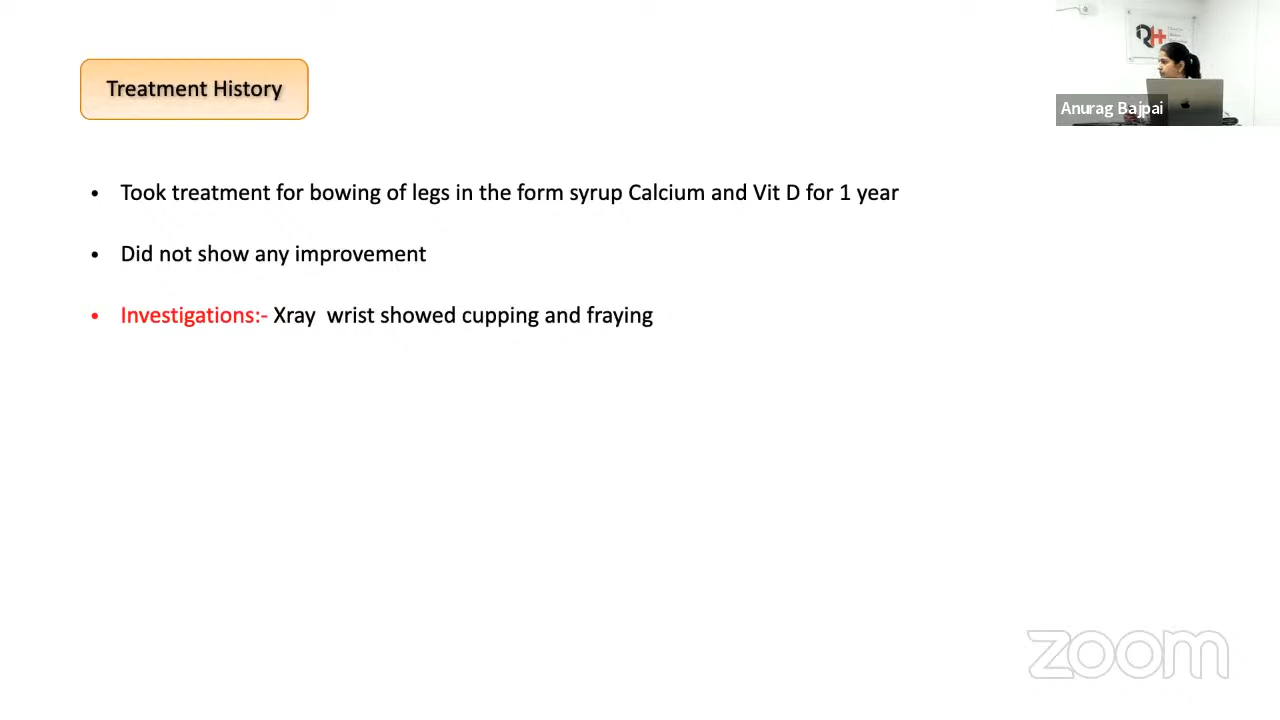 Treatment History
Anurag Bajpai
• Took treatment for bowing of legs in the form syrup Calcium and Vit D for 1 year
• Did not show any improvement
• Investigations:- Xray  wrist showed cupping and fraying
zoom